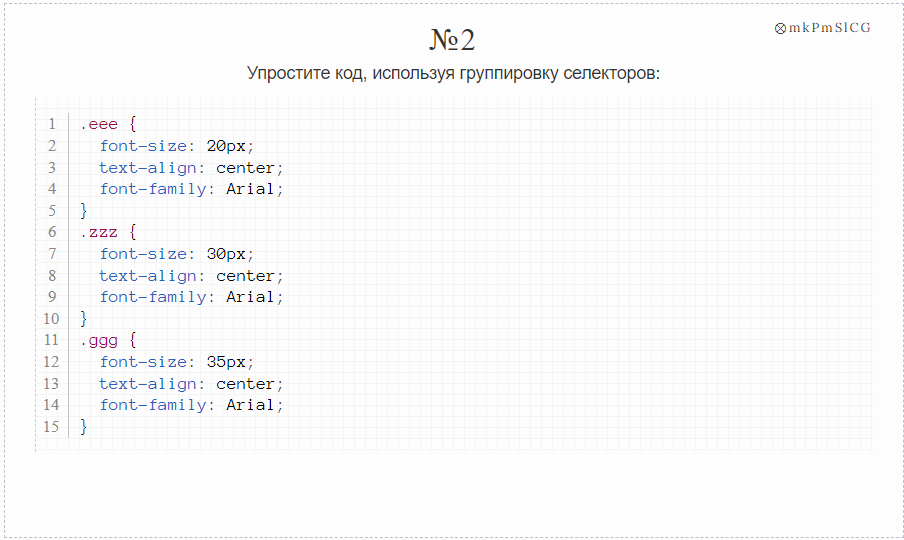 №2
⊗mkPmSlCG
Упростите код, используя группировку селекторов:
1 .eee {
2 font-size: 20px;
3 text-align: center;
4 font-family: Arial;
5 }
6 .zzz {
7 font-size: 30px;
8 text-align: center;
9 font-family: Arial;
10 }
11 .ggg {
12 font-size: 35px;
13 text-align: center;
14 font-family: Arial;
15 }